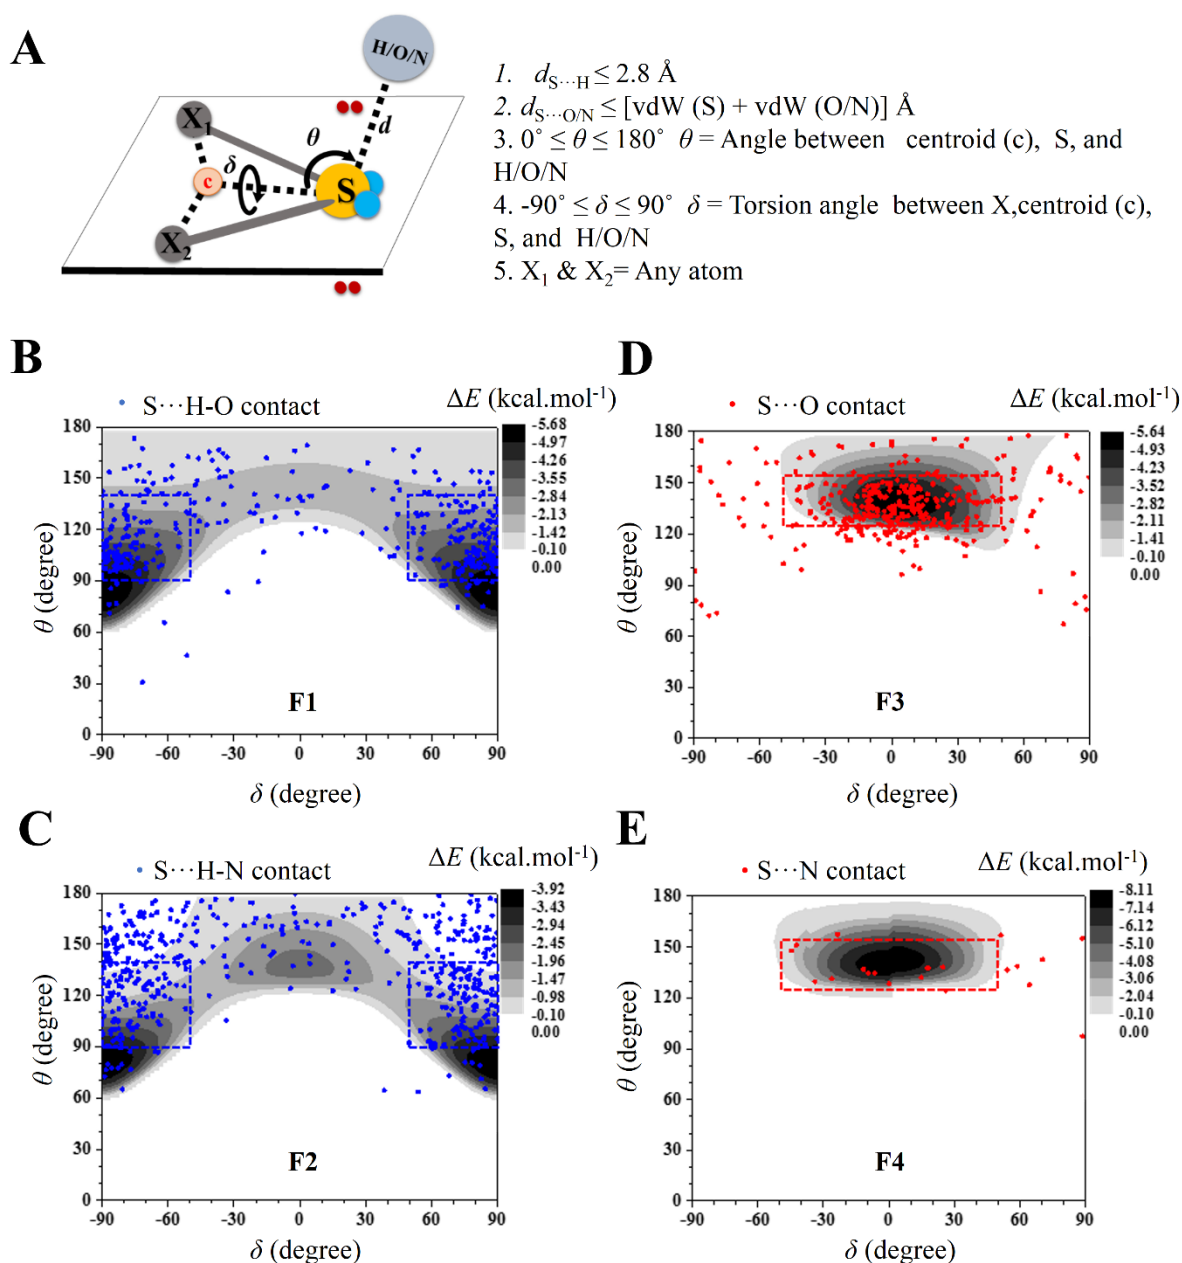 A
H/O/N
X1
θ
d
δ
c
S
X2
1. dS···H ≤ 2.8 Å
2. dS···O/N ≤ [vdW (S) + vdW (O/N)] Å
3. 0˚ ≤ θ ≤ 180˚ θ = Angle between centroid (c), S, and
H/O/N
4. -90˚ ≤ δ ≤ 90˚ δ = Torsion angle between X,centroid (c),
S, and H/O/N
5. X1 & X2= Any atom
B
S···H-O contact
ΔE (kcal.mol-1)
-5.68
-4.97
-4.26
-3.55
-2.84
-2.13
-1.42
-0.10
0.00
180
150
120
90
60
30
0
θ (degree)
F1
-90 -60 -30 0 30 60 90
δ (degree)
D
S···O contact
ΔE (kcal.mol-1)
-5.64
-4.93
-4.23
-3.52
-2.82
-2.11
-1.41
-0.10
0.00
180
150
120
90
60
30
0
θ (degree)
F3
-90 -60 -30 0 30 60 90
δ (degree)
C
S···H-N contact
ΔE (kcal.mol-1)
-3.92
-3.43
-2.94
-2.45
-1.96
-1.47
-0.98
-0.10
0.00
180
150
120
90
60
30
0
θ (degree)
F2
-90 -60 -30 0 30 60 90
δ (degree)
E
S···N contact
ΔE (kcal.mol-1)
-8.11
-7.14
-6.12
-5.10
-4.08
-3.06
-2.04
-0.10
0.00
180
150
120
90
60
30
0
θ (degree)
F4
-90 -60 -30 0 30 60 90
δ (degree)